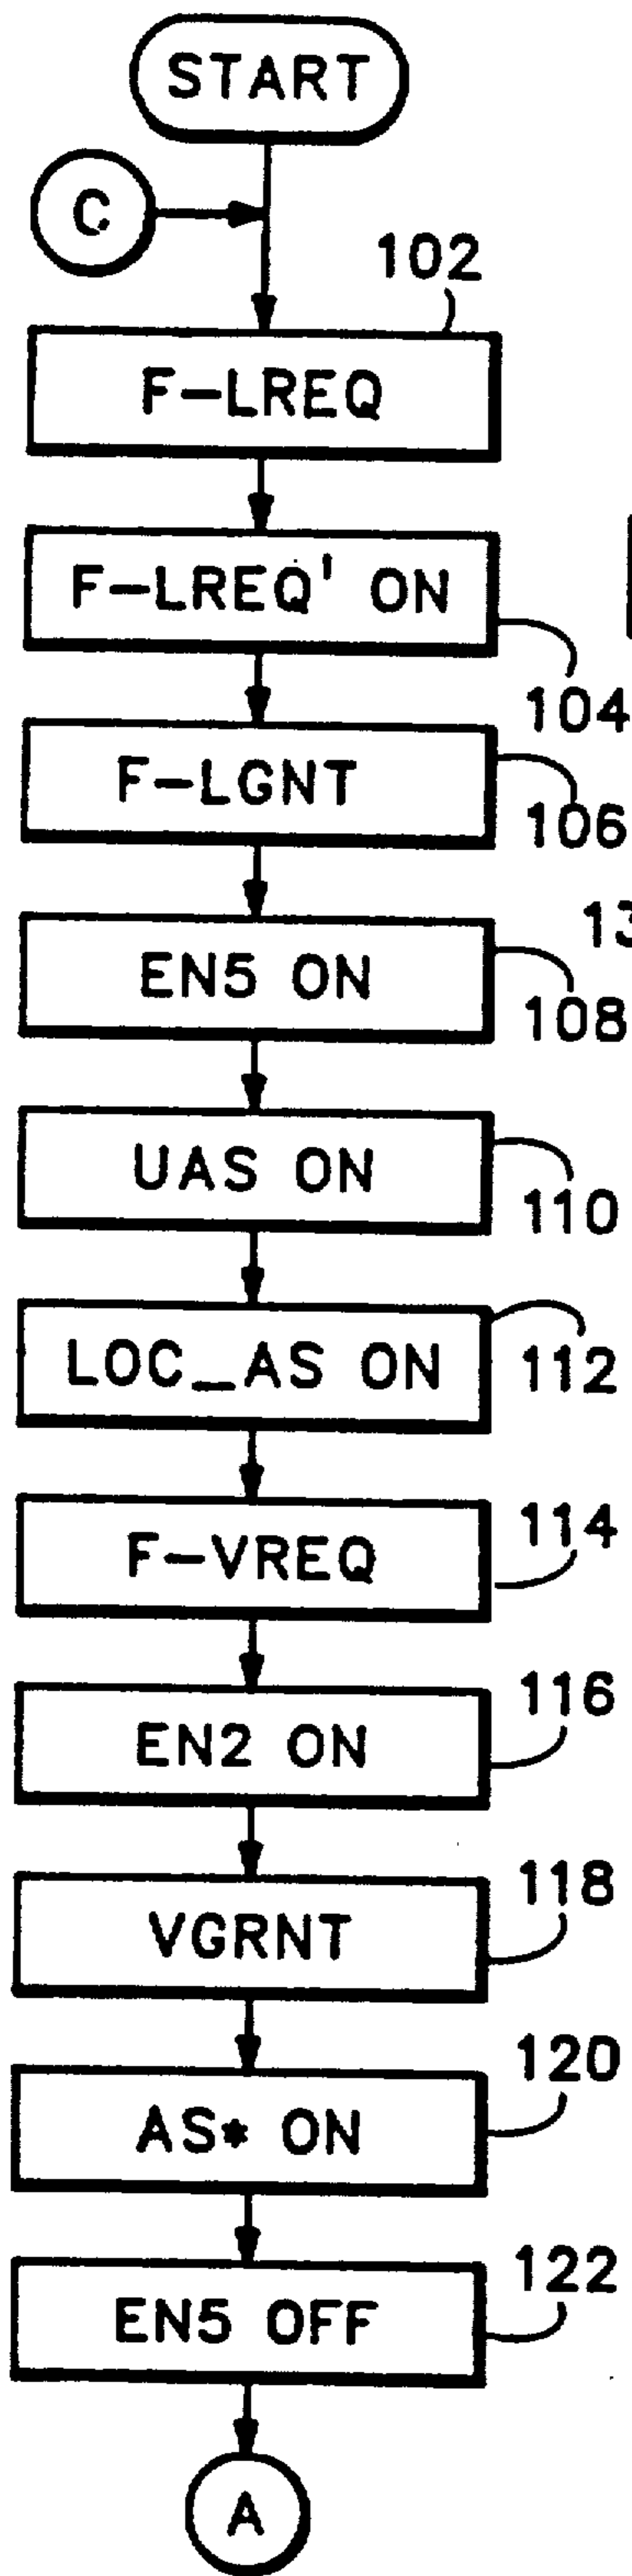 START
C
102
F-LREQ
F-LREQ' ON
104
F-LGNT
106
13
EN5 ON
108
UAS ON
110
LOC_AS ON
112
F-VREQ
114
EN2 ON
116
VGRNT
118
AS* ON
120
EN5 OFF
122
A